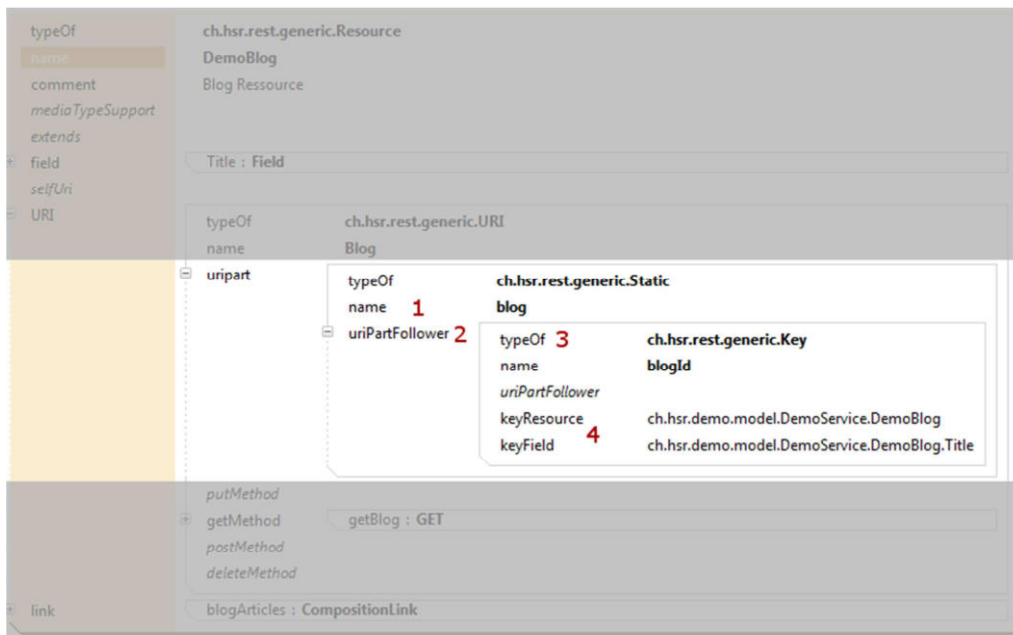 typeOf ch.hsr.rest.generic.Resource
name DemoBlog
comment Blog Ressource
mediaTypeSupport
extends
field Title : Field
selfUri
URI
typeOf ch.hsr.rest.generic.URI
name Blog
uripart
typeOf ch.hsr.rest.generic.Static
name 1 blog
uriPartFollower 2
typeOf 3 ch.hsr.rest.generic.Key
name blogId
uriPartFollower
keyResource ch.hsr.demo.model.DemoService.DemoBlog
4
keyField ch.hsr.demo.model.DemoService.DemoBlog.Title
putMethod
getMethod getBlog : GET
postMethod
deleteMethod
link blogArticles : CompositionLink